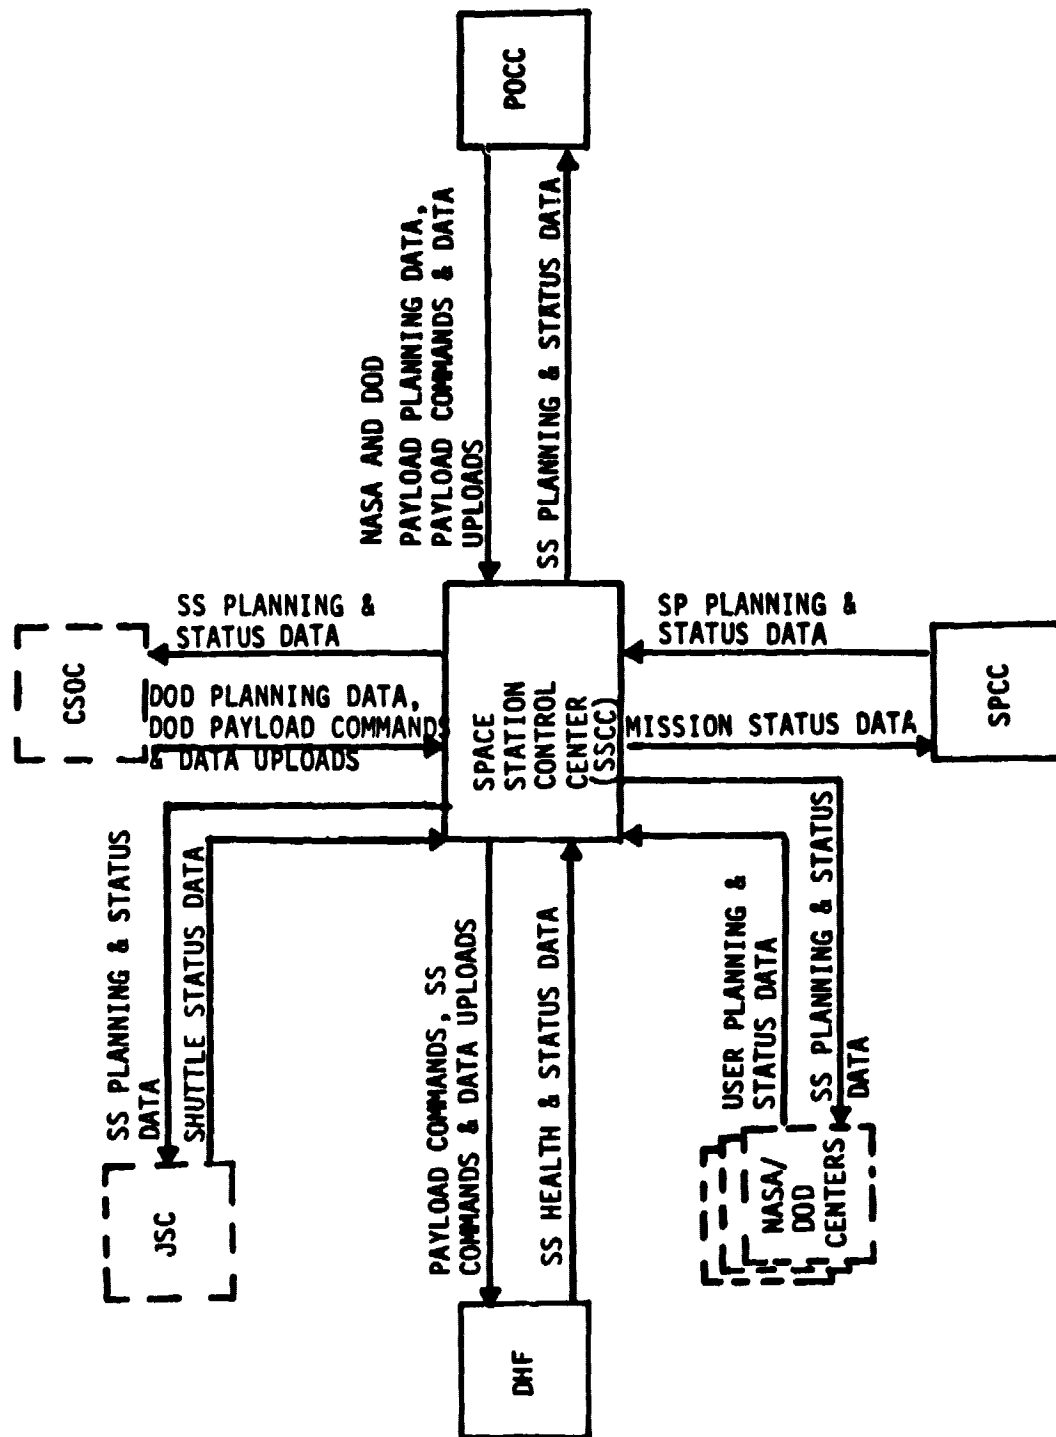 CSOC
SS PLANNING &
STATUS DATA
DOD PLANNING DATA,
DOD PAYLOAD COMMANDS
& DATA UPLOADS
NASA AND DOD
PAYLOAD PLANNING DATA,
PAYLOAD COMMANDS & DATA
UPLOADS
SS PLANNING & STATUS DATA
POCC
SPACE
STATION
CONTROL
CENTER
(SSCC)
SP PLANNING &
STATUS DATA
MISSION STATUS DATA
SPCC
SS PLANNING & STATUS
DATA
SHUTTLE STATUS DATA
JSC
PAYLOAD COMMANDS, SS
COMMANDS & DATA UPLOADS
SS HEALTH & STATUS DATA
DHF
USER PLANNING &
STATUS DATA
SS PLANNING & STATUS
DATA
NASA/
DOD
CENTERS